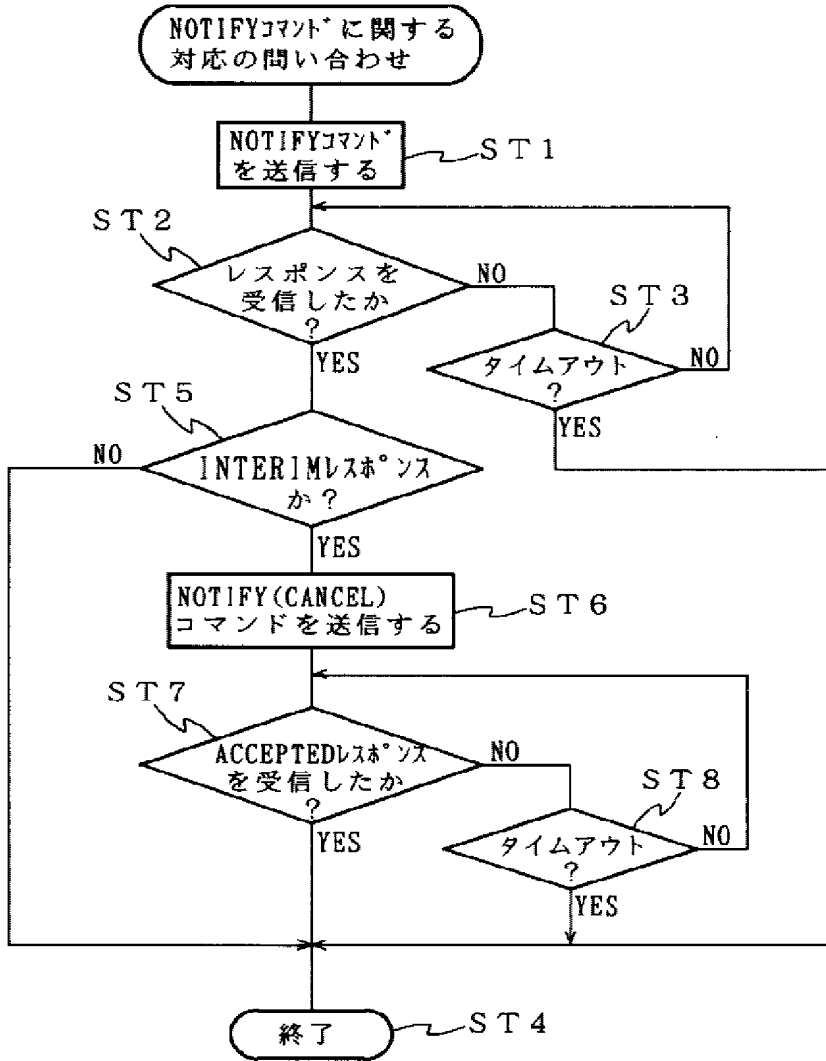 NOTIFYｺﾏﾝﾄﾞに関する
対応の問い合わせ
NOTIFYｺﾏﾝﾄﾞ
を送信する
ST1
ST2
レスポンスを
受信したか
?
NO
YES
ST3
タイムアウト
?
NO
YES
ST5
NO
INTERIMﾚｽﾎﾟﾝｽ
か?
YES
NOTIFY(CANCEL)
コマンドを送信する
ST6
ST7
ACCEPTEDﾚｽﾎﾟﾝｽ
を受信したか
?
NO
YES
ST8
タイムアウト
?
NO
YES
終了
ST4